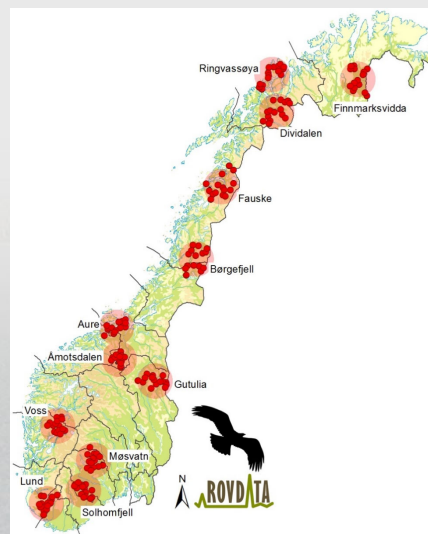 Ringvassøya
Finnmarksvidda
Dividalen
Fauske
Børgefjell
Aure
Åmotsdalen
Gutulia
Voss
Møsvatn
Lund
Solhomfjell
N
ROVDATA